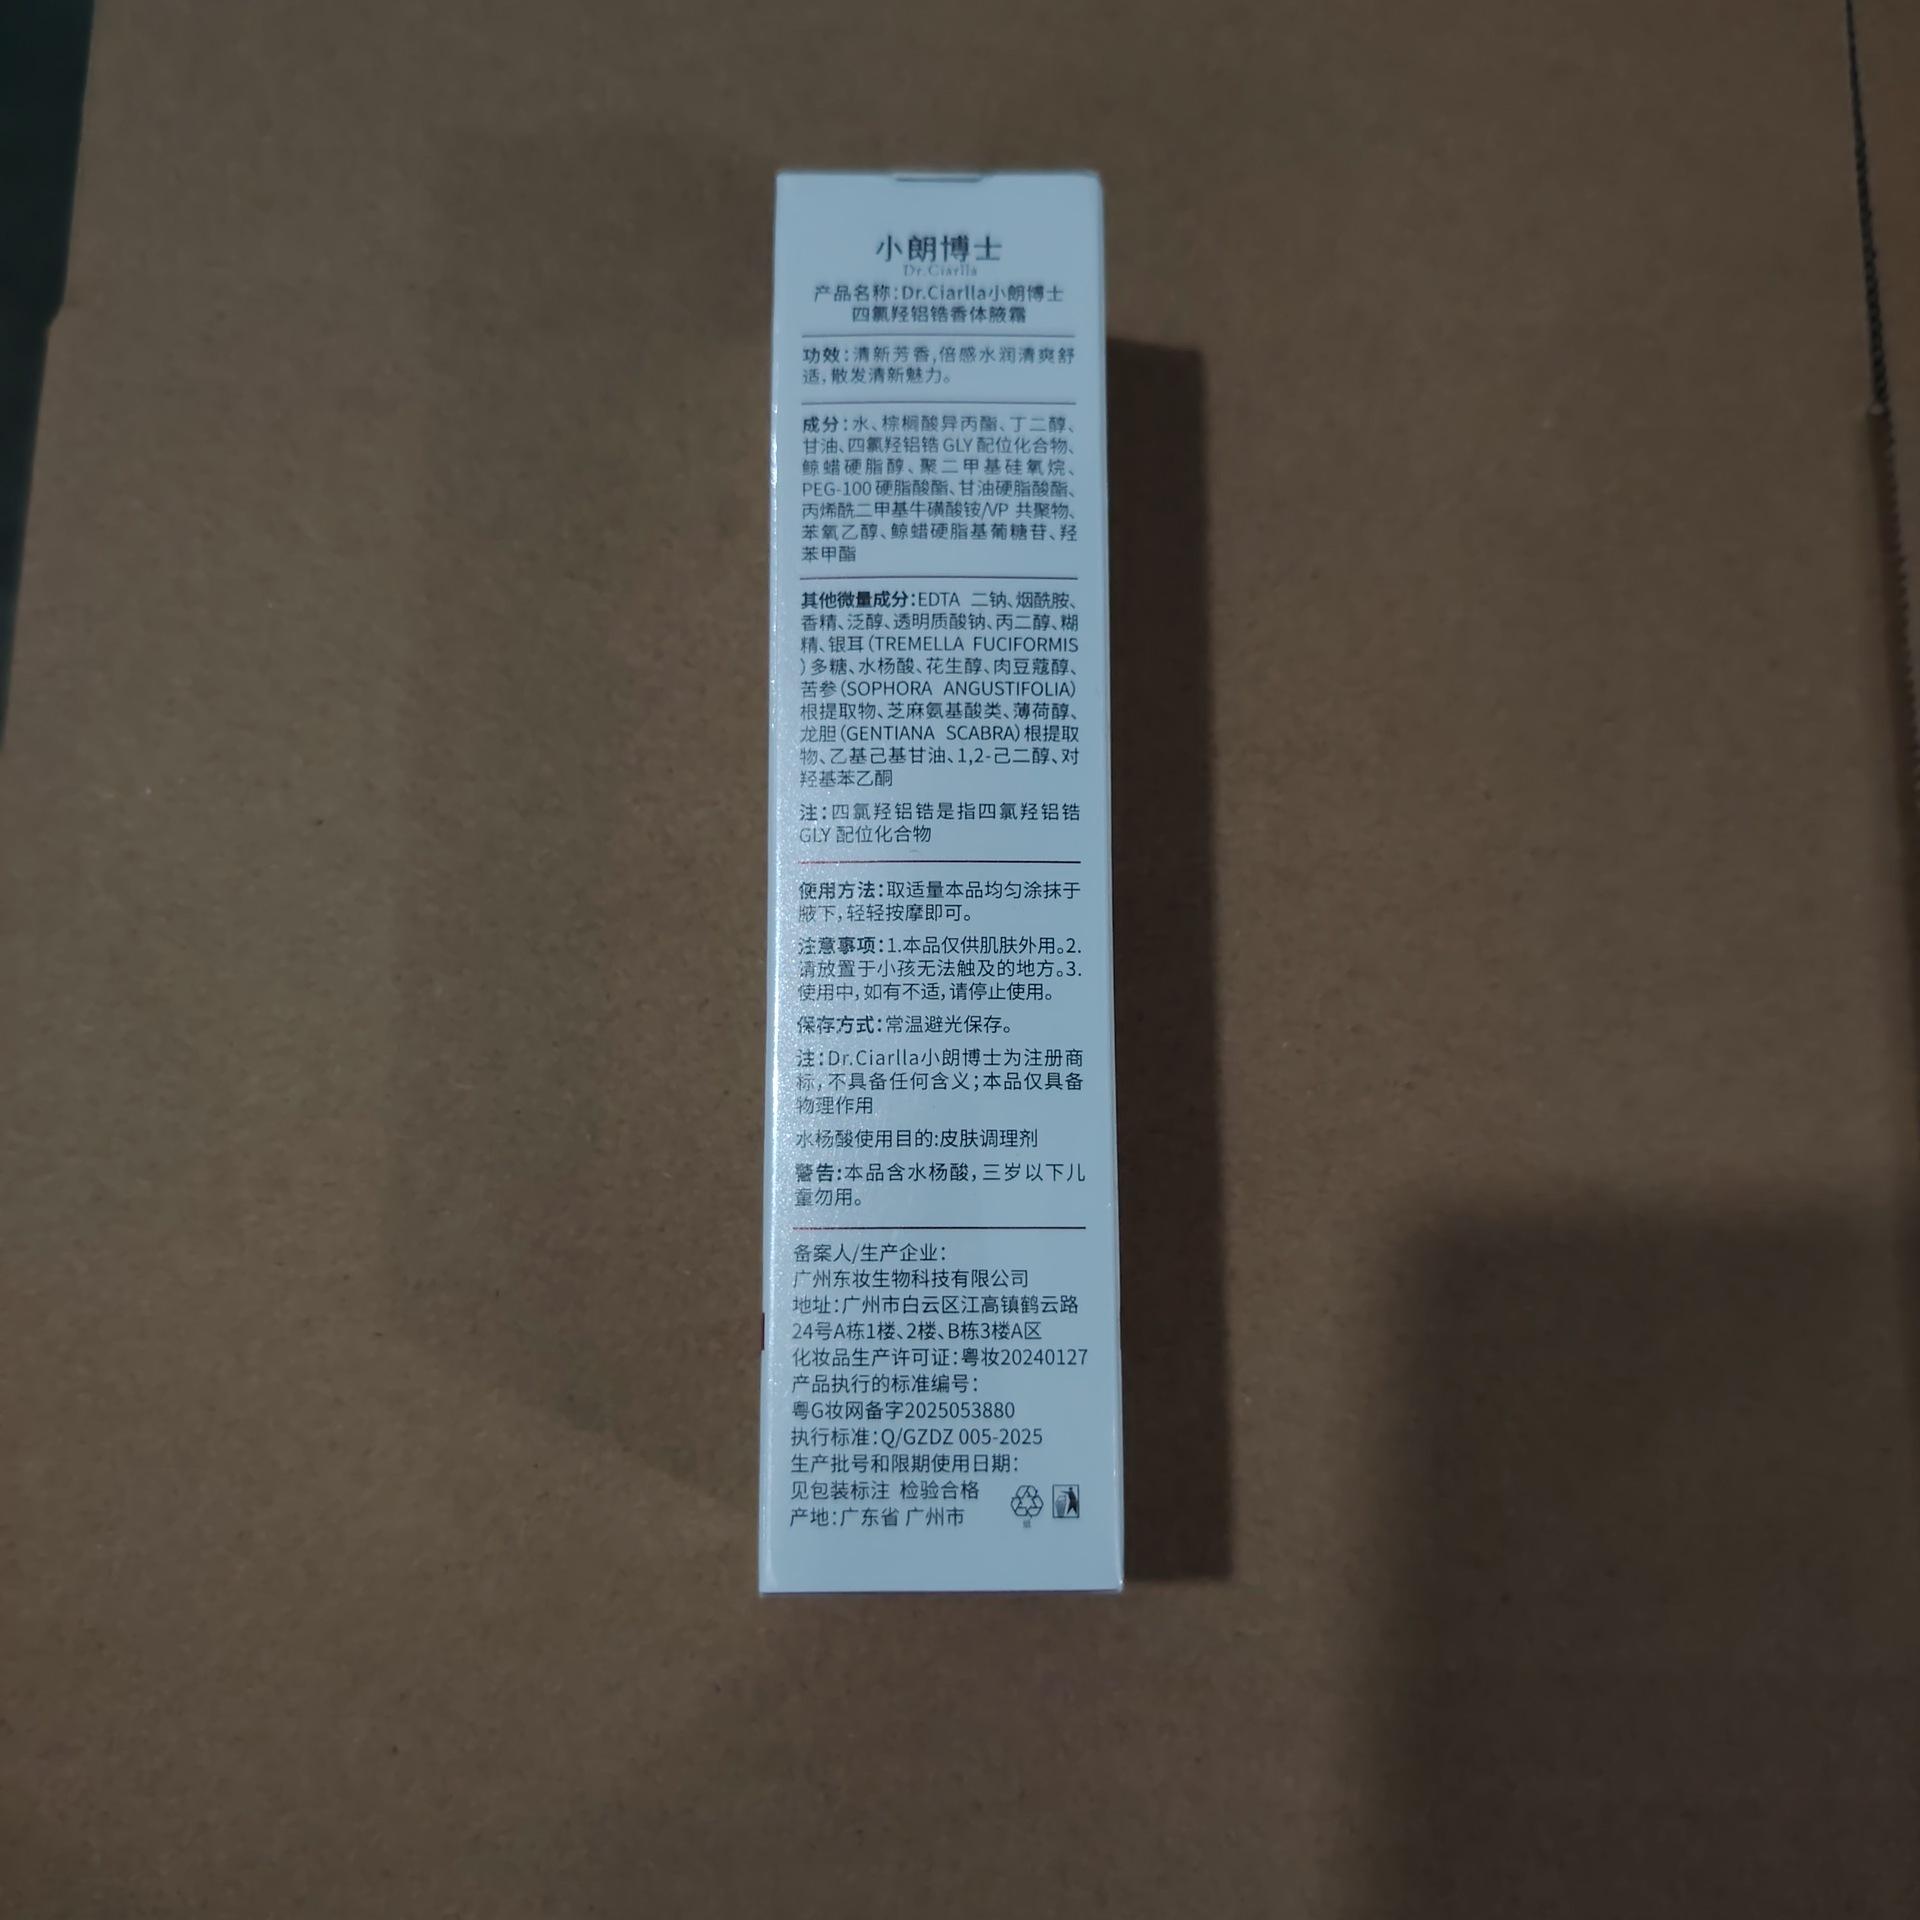 小朗博士
Dr.Ciarlla
产品名称:Dr.Ciarlla小朗博士
四氯羟铝锆香体腋霜
功效:清新芳香,倍感水润清爽舒
适,散发清新魅力。
成分:水、棕榈酸异丙酯、丁二醇、
甘油、四氯羟铝锆 GLY 配位化合物、
鲸蜡硬脂醇、聚二甲基硅氧烷、
PEG-100 硬脂酸酯、甘油硬脂酸酯、
丙烯酰二甲基牛磺酸铵/VP 共聚物、
苯氧乙醇、鲸蜡硬脂基葡糖苷、羟
苯甲酯
其他微量成分:EDTA 二钠、烟酰胺、
香精、泛醇、透明质酸钠、丙二醇、糊
精、银耳(TREMELLA FUCIFORMIS
)多糖、水杨酸、花生醇、肉豆蔻醇、
苦参(SOPHORA ANGUSTIFOLIA)
根提取物、芝麻氨基酸类、薄荷醇、
龙胆(GENTIANA SCABRA)根提取
物、乙基己基甘油、1,2-己二醇、对
羟基苯乙酮
注:四氯羟铝锆是指四氯羟铝锆
GLY 配位化合物
使用方法:取适量本品均匀涂抹于
腋下,轻轻按摩即可。
注意事项:1.本品仅供肌肤外用。2.
请放置于小孩无法触及的地方。3.
使用中,如有不适,请停止使用。
保存方式:常温避光保存。
注:Dr.Ciarlla小朗博士为注册商
标,不具备任何含义;本品仅具备
物理作用
水杨酸使用目的:皮肤调理剂
警告:本品含水杨酸,三岁以下儿
童勿用。
备案人/生产企业:
广州东妆生物科技有限公司
地址:广州市白云区江高镇鹤云路
24号A栋1楼、2楼、B栋3楼A区
化妆品生产许可证:粤妆20240127
产品执行的标准编号:
粤G妆网备字2025053880
执行标准:Q/GZDZ 005-2025
生产批号和限期使用日期:
见包装标注 检验合格
产地:广东省 广州市